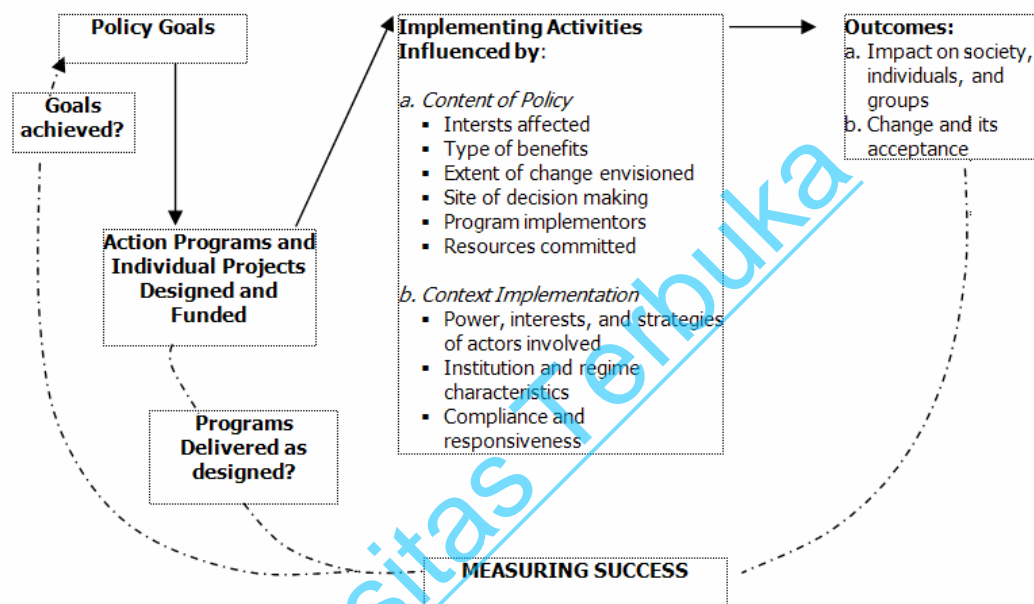 Policy Goals
Goals
achieved?
Action Programs and
Individual Projects
Designed and
Funded
Programs
Delivered as
designed?
Implementing Activities
Influenced by:
a. Content of Policy
▪ Intersts affected
▪ Type of benefits
▪ Extent of change envisioned
▪ Site of decision making
▪ Program implementors
▪ Resources committed
b. Context Implementation
▪ Power, interests, and strategies
of actors involved
▪ Institution and regime
characteristics
▪ Compliance and
responsiveness
Outcomes:
a. Impact on society,
individuals, and
groups
b. Change and its
acceptance
MEASURING SUCCESS
sitas Terbuka